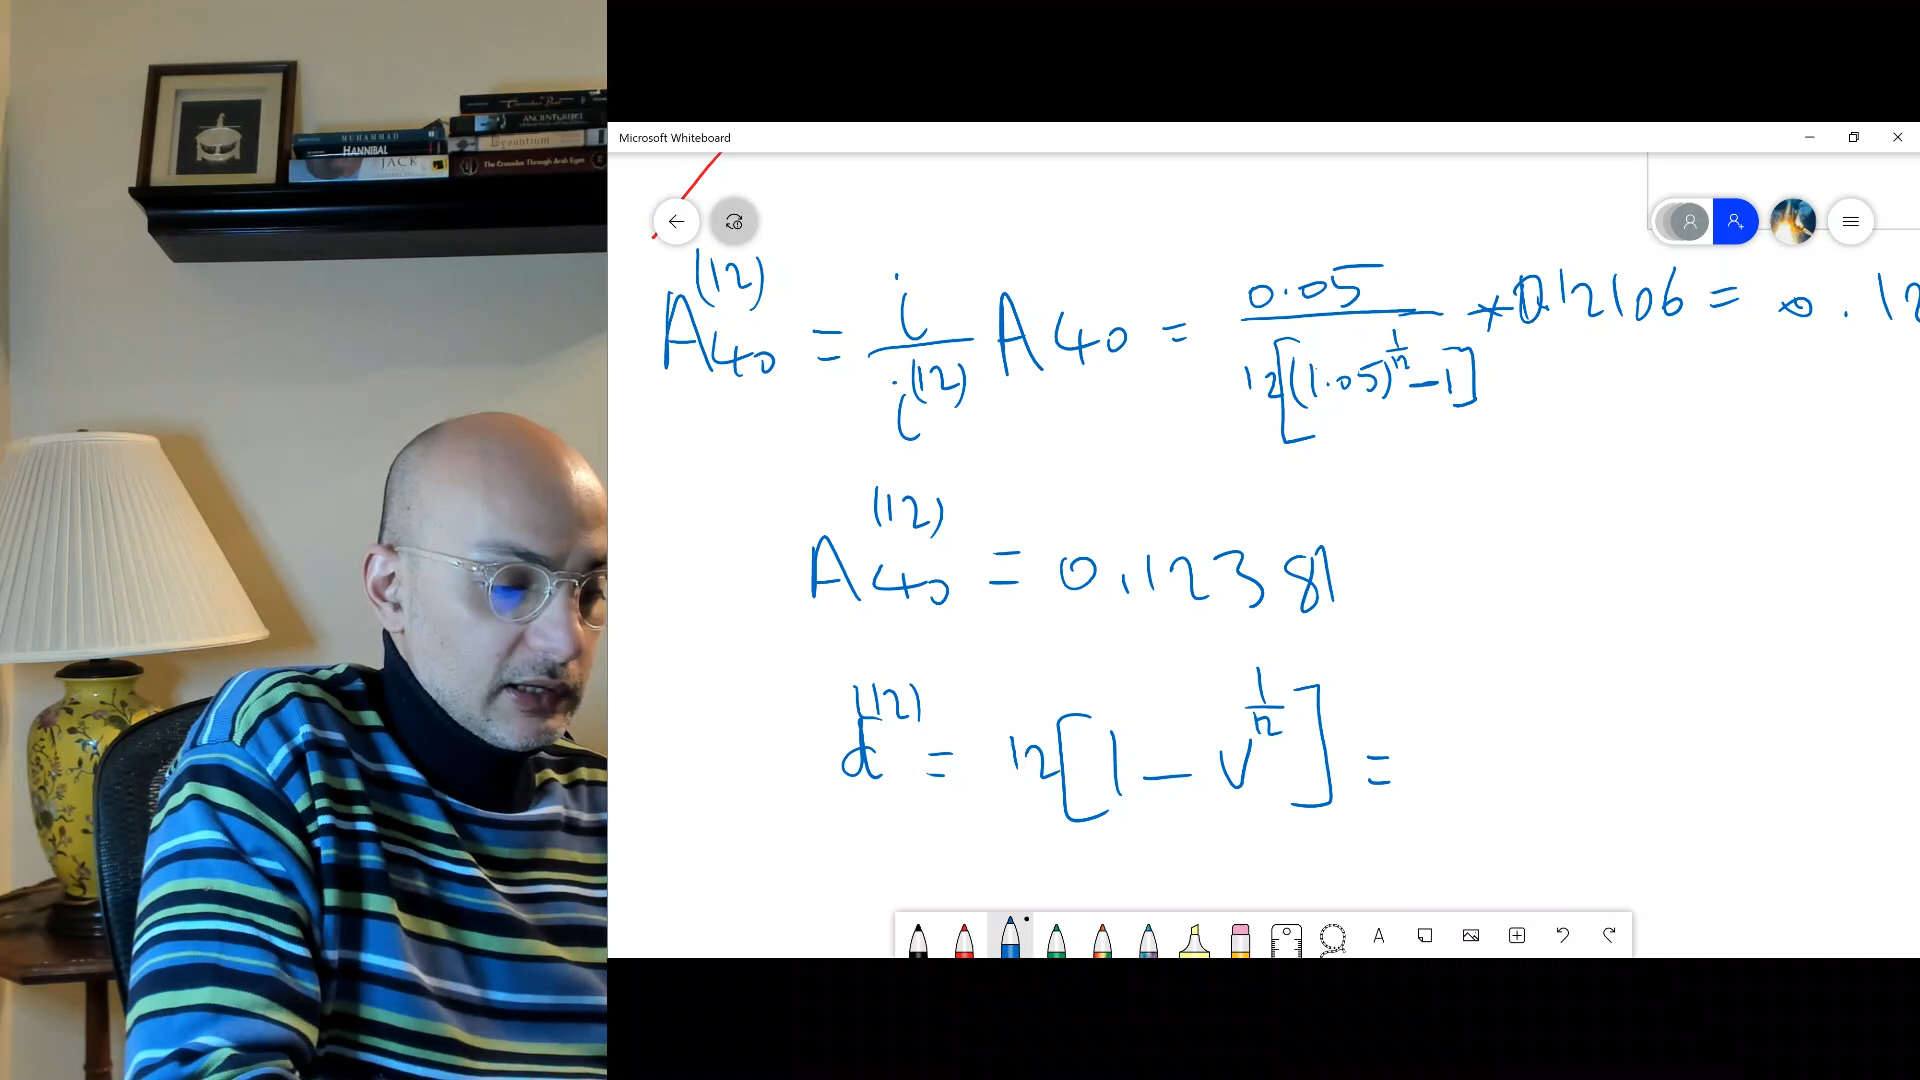 MUHAMMAD
HANNIBAL
JACK
Byzantium
The Crusades Through Arab Eyes
Microsoft Whiteboard
A₄₀⁽¹²⁾ = i / i⁽¹²⁾ A₄₀ = 0.05 / 12[(1.05)^(1/12) - 1] * 0.12106 = 0.12
A₄₀⁽¹²⁾ = 0.12381
d⁽¹²⁾ = 12[1 - v^(1/12)] =
A